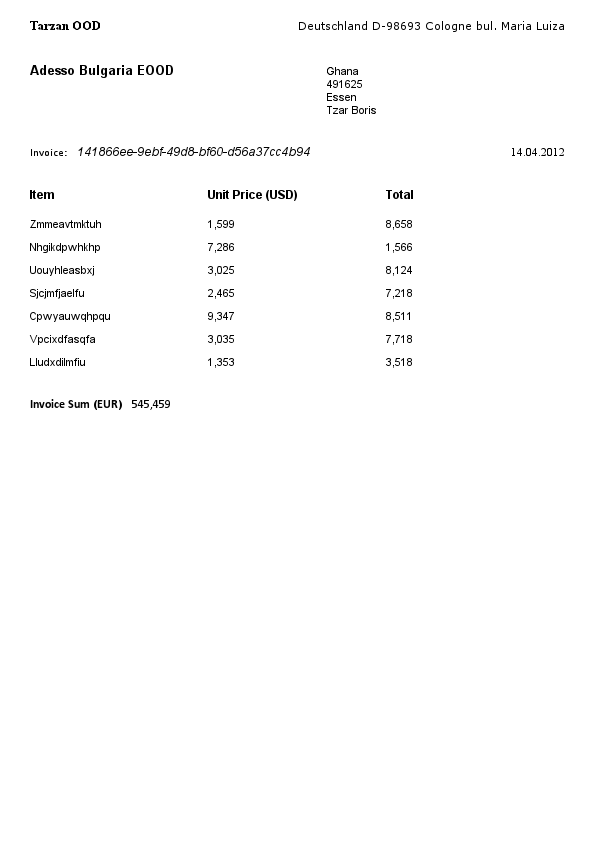 Tarzan OOD Deutschland D-98693 Cologne bul. Maria Luiza
Adesso Bulgaria EOOD
Ghana
491625
Essen
Tzar Boris
Invoice: 141866ee-9ebf-49d8-bf60-d56a37cc4b94 14.04.2012
Item Unit Price (USD) Total
Zmmeavtmktuh 1,599 8,658
Nhgikdpwhkhp 7,286 1,566
Uouyhleasbxj 3,025 8,124
Sjcjmfjaelfu 2,465 7,218
Cpwyauwqhpqu 9,347 8,511
Vpcixdfasqfa 3,035 7,718
Lludxdilmfiu 1,353 3,518
Invoice Sum (EUR) 545,459